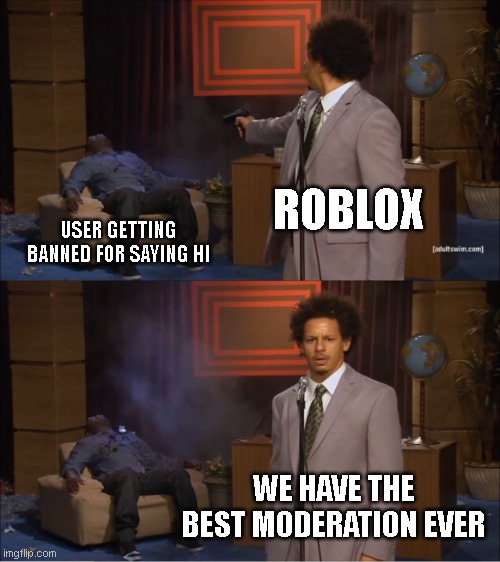 ROBLOX
USER GETTING
BANNED FOR SAYING HI
[adultswim.com]
WE HAVE THE
BEST MODERATION EVER
imgflip.com